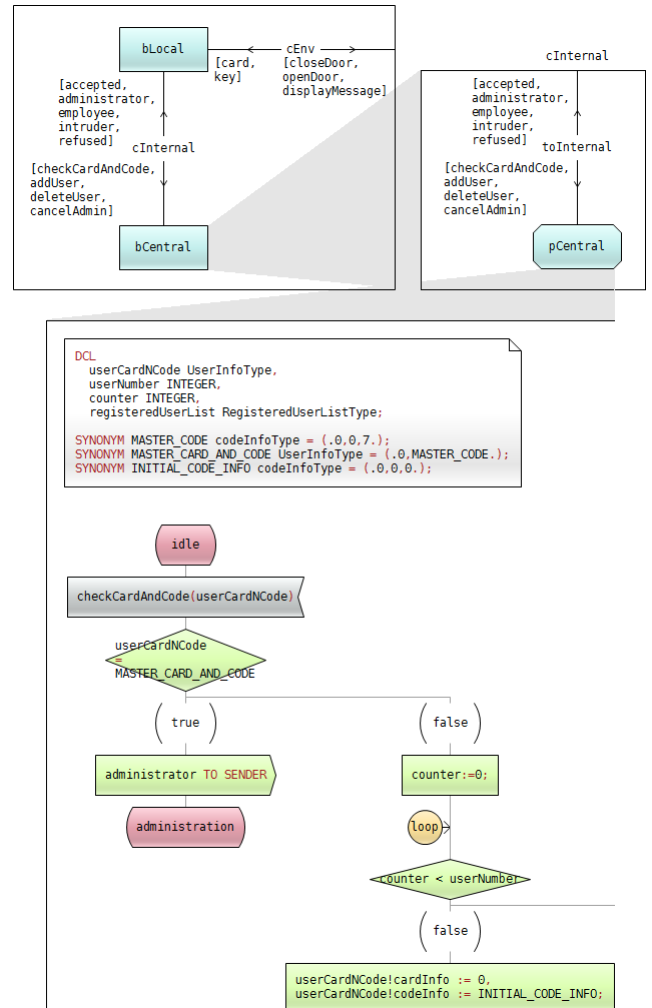 bLocal
cEnv
[card,
key]
[closeDoor,
openDoor,
displayMessage]
[accepted,
administrator,
employee,
intruder,
refused]
cInternal
[checkCardAndCode,
addUser,
deleteUser,
cancelAdmin]
bCentral
cInternal
[accepted,
administrator,
employee,
intruder,
refused]
toInternal
[checkCardAndCode,
addUser,
deleteUser,
cancelAdmin]
pCentral
DCL
userCardNCode UserInfoType,
userNumber INTEGER,
counter INTEGER,
registeredUserList RegisteredUserListType;
SYNONYM MASTER_CODE codeInfoType = (.0,0,7.);
SYNONYM MASTER_CARD_AND_CODE UserInfoType = (.0,MASTER_CODE.);
SYNONYM INITIAL_CODE_INFO codeInfoType = (.0,0,0.);
idle
checkCardAndCode(userCardNCode)
userCardNCode
=
MASTER_CARD_AND_CODE
(true)
(false)
administrator TO SENDER
counter:=0;
administration
loop
counter < userNumber
(false)
userCardNCode!cardInfo := 0,
userCardNCode!codeInfo := INITIAL_CODE_INFO;